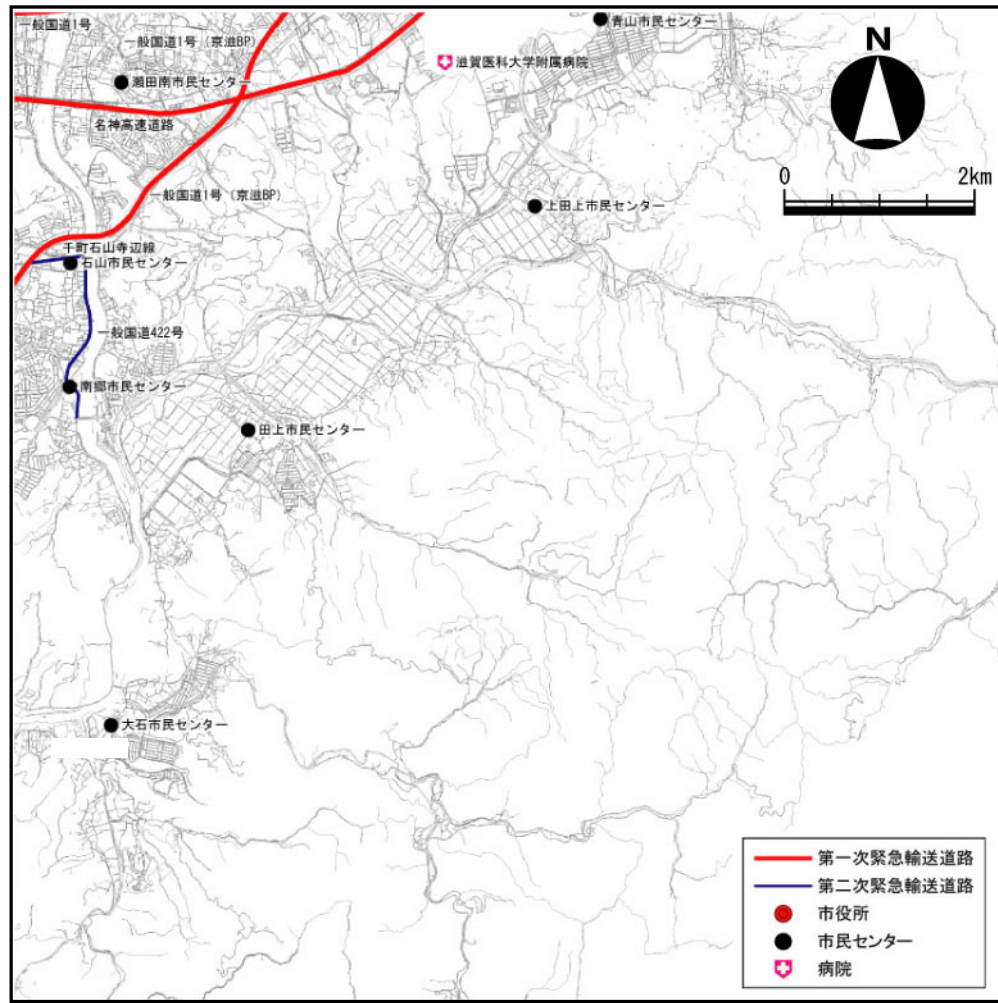 一般国道1号
青山市民センター
一般国道1号（京滋BP）
滋賀医科大学附属病院
瀬田南市民センター
名神高速道路
一般国道1号（京滋BP）
上田上市民センター
千町石山寺辺線
石山市民センター
一般国道422号
南郷市民センター
田上市民センター
大石市民センター
N
0 2km
第一次緊急輸送道路
第二次緊急輸送道路
市役所
市民センター
病院